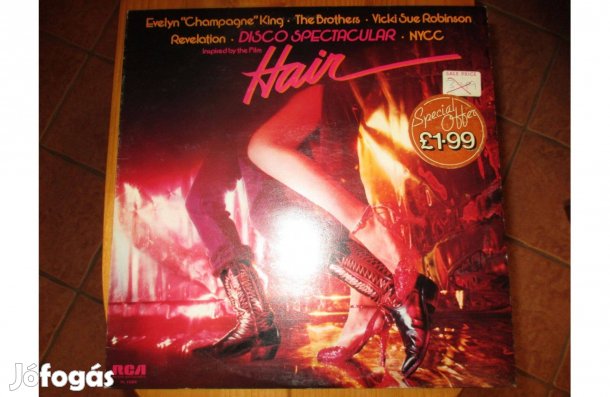 Evelyn "Champagne" King · The Brothers · Vicki Sue Robinson
Revelation · DISCO SPECTACULAR · NYCC
Inspired by the Film
Hair
SALE PRICE
Special Offer
£1·99
RCA
Jófogás